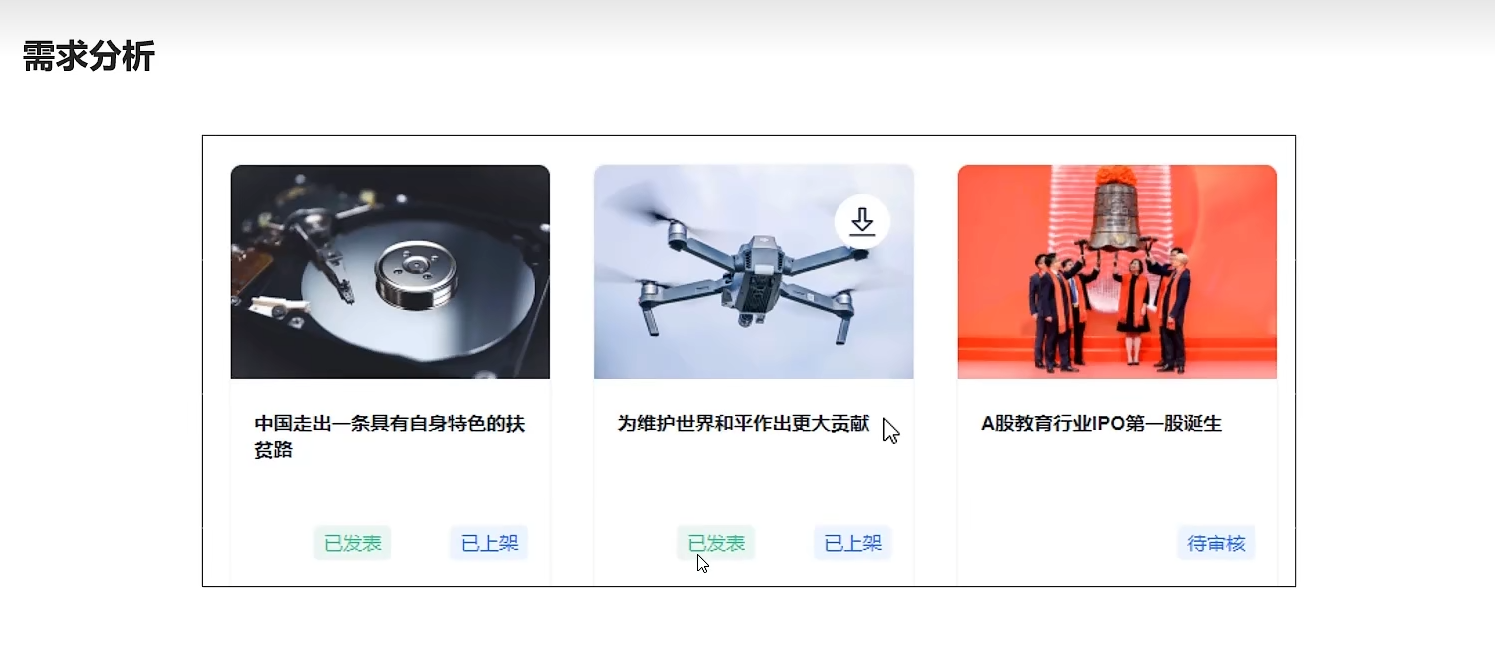 需求分析
中国走出一条具有自身特色的扶
贫路
为维护世界和平作出更大贡献
A股教育行业IPO第一股诞生
已发表
已上架
已发表
已上架
待审核